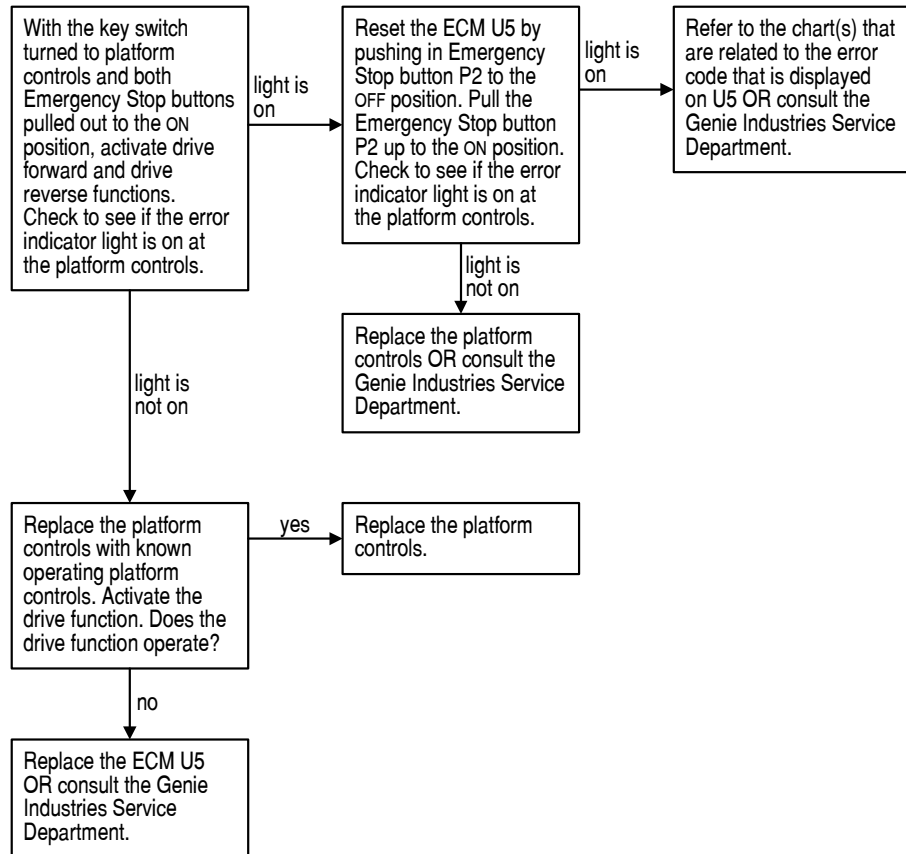 With the key switch
turned to platform
controls and both
Emergency Stop buttons
pulled out to the ON
position, activate drive
forward and drive
reverse functions.
Check to see if the error
indicator light is on at
the platform controls.
light is
on
Reset the ECM U5 by
pushing in Emergency
Stop button P2 to the
OFF position. Pull the
Emergency Stop button
P2 up to the ON position.
Check to see if the error
indicator light is on at
the platform controls.
light is
on
Refer to the chart(s) that
are related to the error
code that is displayed
on U5 OR consult the
Genie Industries Service
Department.
light is
not on
Replace the platform
controls OR consult the
Genie Industries Service
Department.
light is
not on
Replace the platform
controls with known
operating platform
controls. Activate the
drive function. Does the
drive function operate?
yes
Replace the platform
controls.
no
Replace the ECM U5
OR consult the Genie
Industries Service
Department.